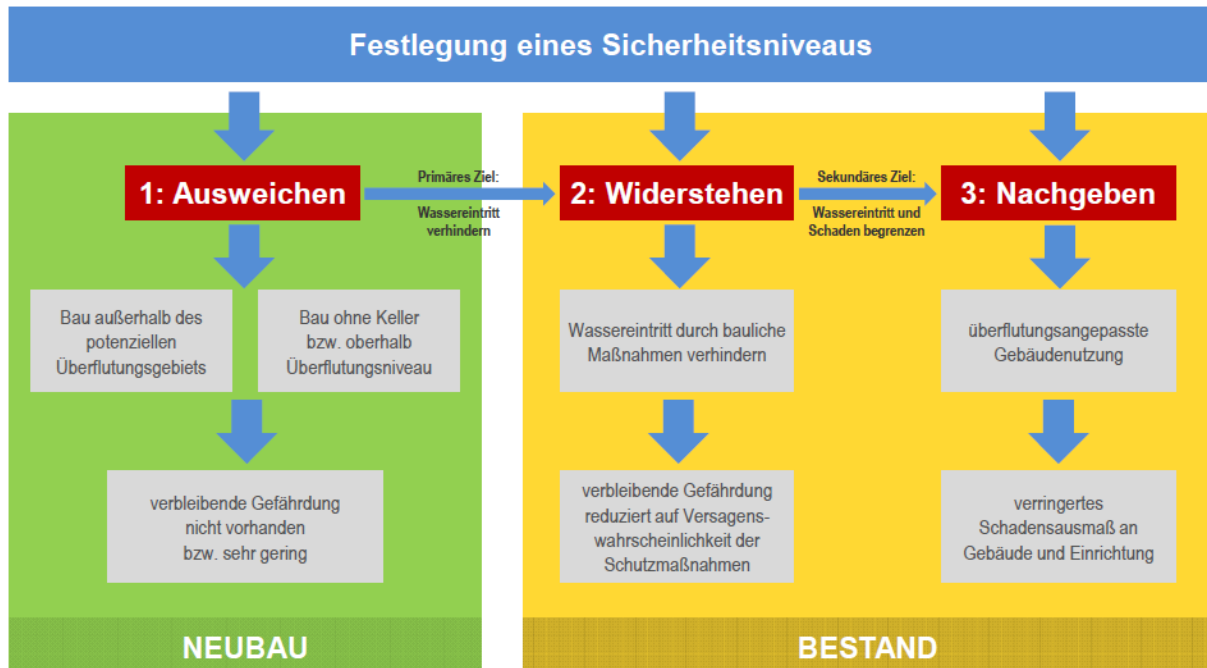 Festlegung eines Sicherheitsniveaus
1: Ausweichen
Primäres Ziel:
Wassereintritt
verhindern
2: Widerstehen
Sekundäres Ziel:
Wassereintritt und
Schaden begrenzen
3: Nachgeben
Bau außerhalb des
potenziellen
Überflutungsgebiets
Bau ohne Keller
bzw. oberhalb
Überflutungsniveau
Wassereintritt durch bauliche
Maßnahmen verhindern
überflutungsangepasste
Gebäudenutzung
verbleibende Gefährdung
nicht vorhanden
bzw. sehr gering
verbleibende Gefährdung
reduziert auf Versagens-
wahrscheinlichkeit der
Schutzmaßnahmen
verringertes
Schadensausmaß an
Gebäude und Einrichtung
NEUBAU
BESTAND